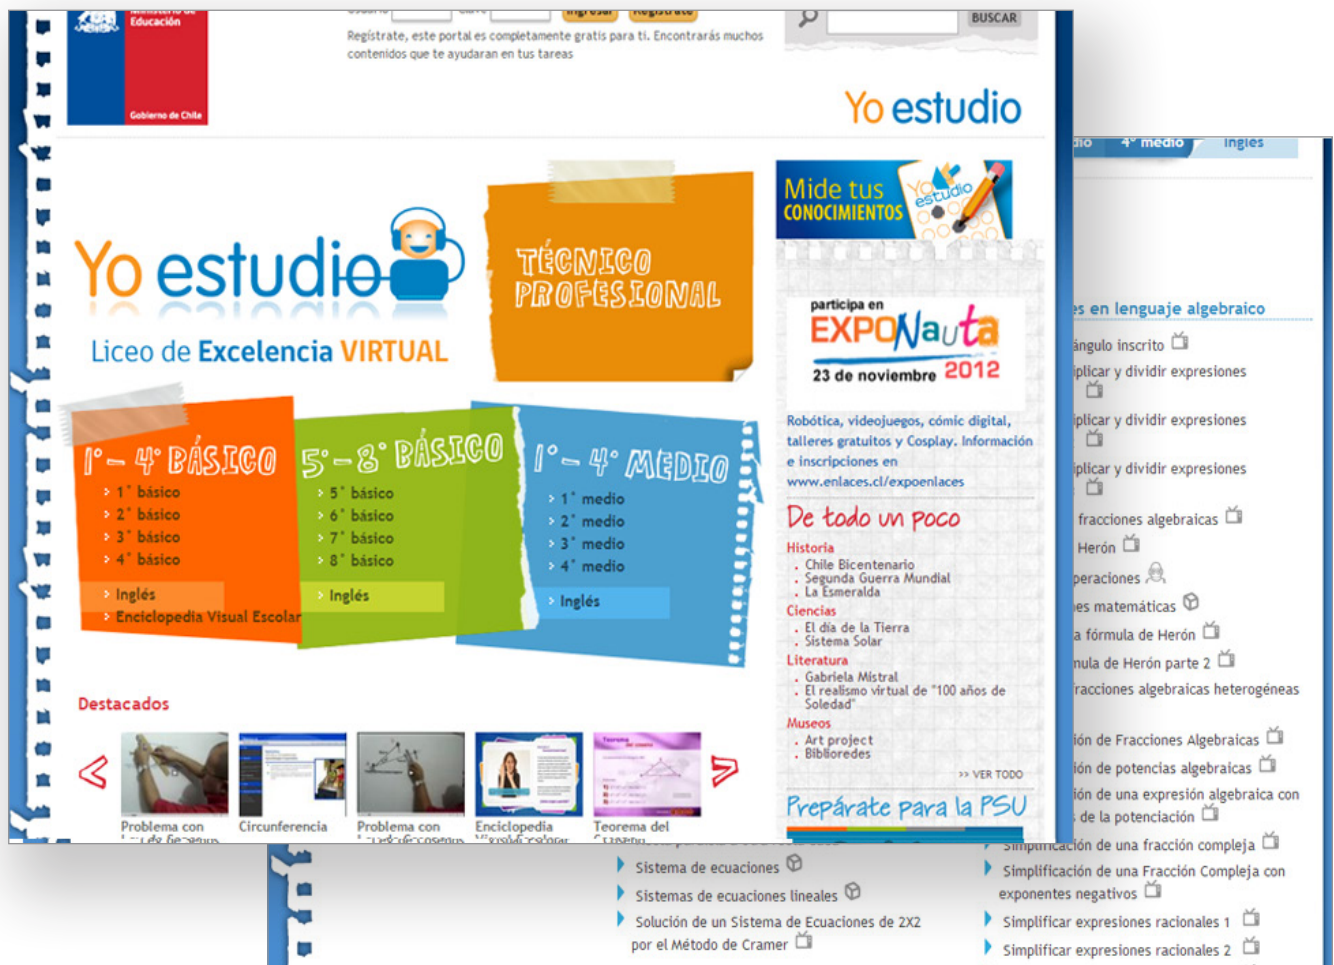 Educación
Gobierno de Chile
Ingresar
Regístrate
Regístrate, este portal es completamente gratis para ti. Encontrarás muchos
contenidos que te ayudaran en tus tareas
BUSCAR
Yo estudio
Yo estudio
Liceo de Excelencia VIRTUAL
TÉCNICO
PROFESIONAL
1° - 4° BÁSICO
> 1° básico
> 2° básico
> 3° básico
> 4° básico
> Inglés
> Enciclopedia Visual Escolar
5° - 8° BÁSICO
> 5° básico
> 6° básico
> 7° básico
> 8° básico
> Inglés
1° - 4° MEDIO
> 1° medio
> 2° medio
> 3° medio
> 4° medio
> Inglés
Destacados
Problema con
Circunferencia
Problema con
Enciclopedia
Visual Escolar
Teorema del
Coseno
Mide tus
CONOCIMIENTOS
Yo
estudio
participa en
EXPONauta
23 de noviembre 2012
Robótica, videojuegos, cómic digital,
talleres gratuitos y Cosplay. Información
e inscripciones en
www.enlaces.cl/expoenlaces
De todo un poco
Historia
. Chile Bicentenario
. Segunda Guerra Mundial
. La Esmeralda
Ciencias
. El día de la Tierra
. Sistema Solar
Literatura
. Gabriela Mistral
. El realismo virtual de "100 años de
Soledad"
Museos
. Art project
. Biblioredes
>> VER TODO
Prepárate para la PSU
4° medio
Inglés
es en lenguaje algebraico
ángulo inscrito
iplicar y dividir expresiones
iplicar y dividir expresiones
iplicar y dividir expresiones
fracciones algebraicas
Herón
peraciones
nes matemáticas
a fórmula de Herón
mula de Herón parte 2
racciones algebraicas heterogéneas
ión de Fracciones Algebraicas
ión de potencias algebraicas
ión de una expresión algebraica con
s de la potenciación
Simplificación de una fracción compleja
Simplificación de una Fracción Compleja con
exponentes negativos
Simplificar expresiones racionales 1
Simplificar expresiones racionales 2
Sistema de ecuaciones
Sistemas de ecuaciones lineales
Solución de un Sistema de Ecuaciones de 2X2
por el Método de Cramer